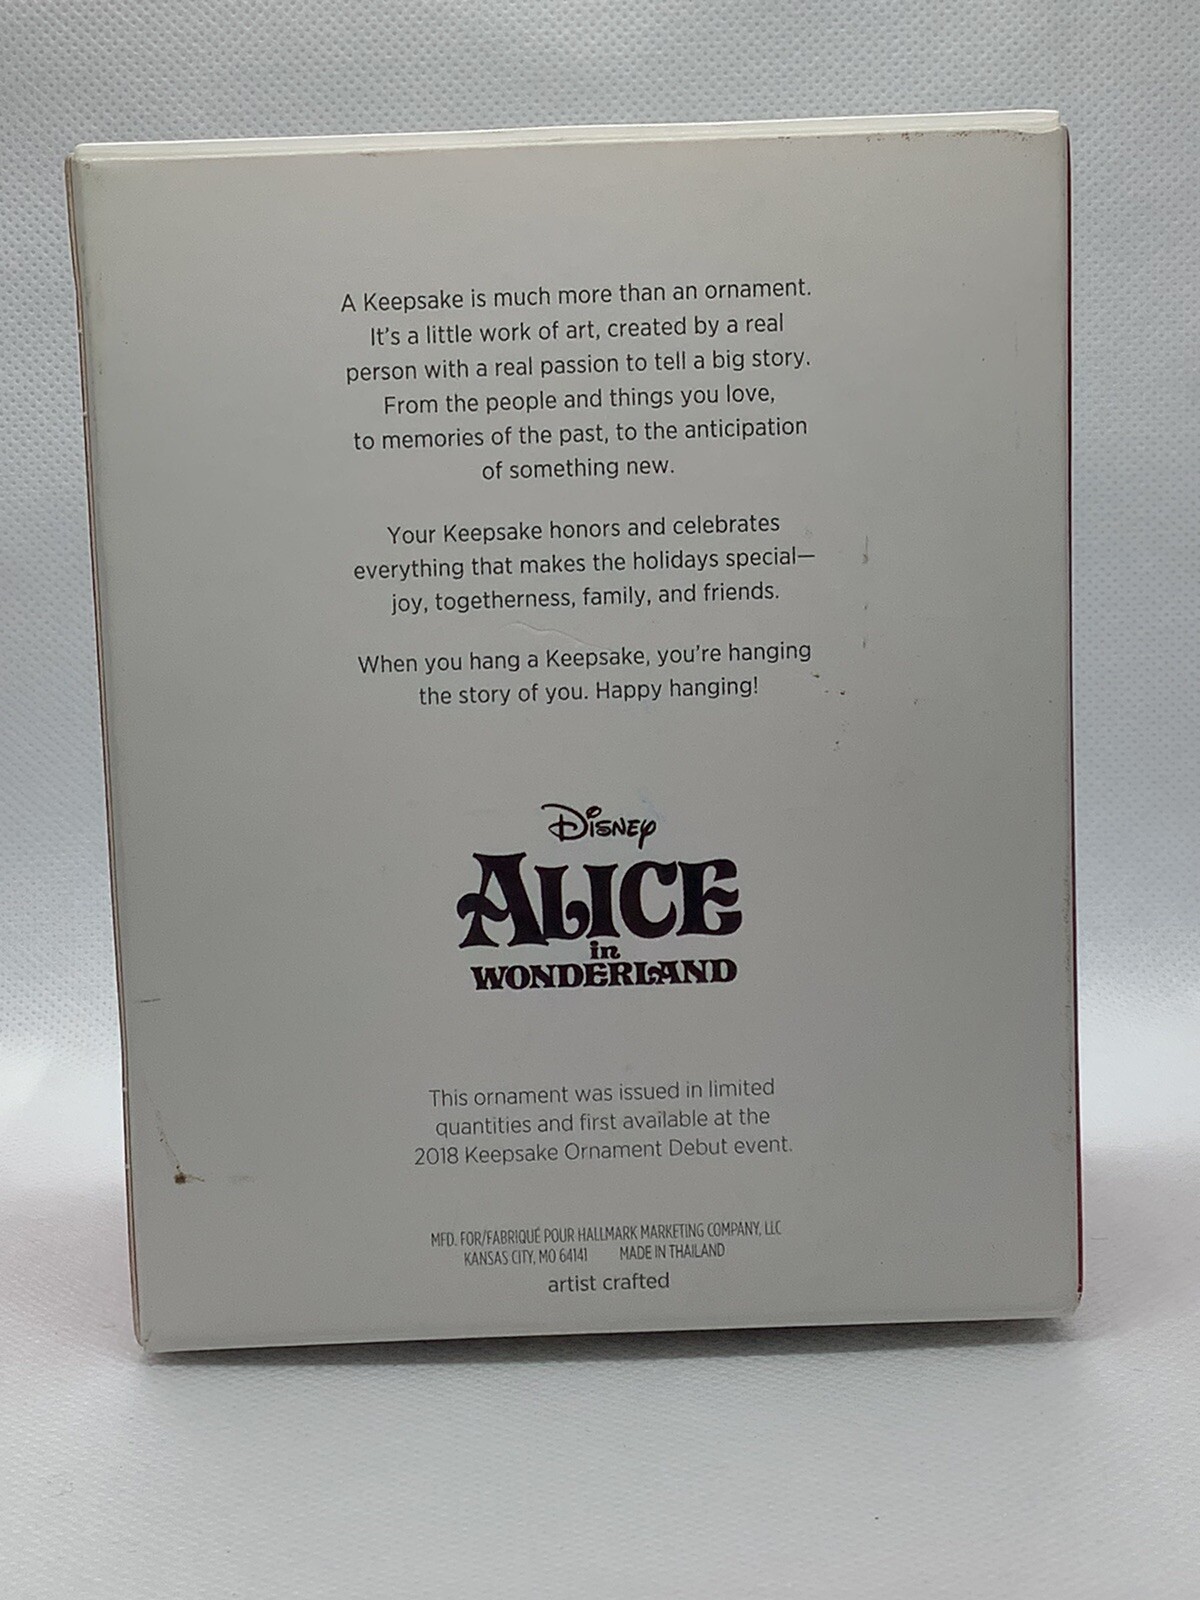 A Keepsake is much more than an ornament.
It's a little work of art, created by a real
person with a real passion to tell a big story.
From the people and things you love,
to memories of the past, to the anticipation
of something new.
Your Keepsake honors and celebrates
everything that makes the holidays special—
joy, togetherness, family, and friends.
When you hang a Keepsake, you're hanging
the story of you. Happy hanging!
Disney
ALICE
in
WONDERLAND
This ornament was issued in limited
quantities and first available at the
2018 Keepsake Ornament Debut event.
MFD. FOR/FABRIQUÉ POUR HALLMARK MARKETING COMPANY, LLC
KANSAS CITY, MO 64141 MADE IN THAILAND
artist crafted